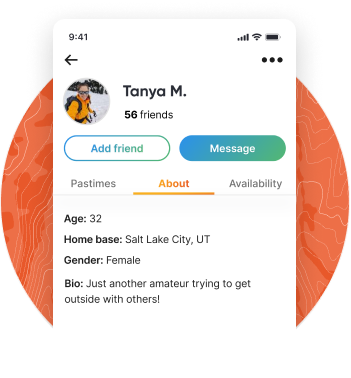 9:41
Tanya M.
56 friends
Add friend
Message
Pastimes
About
Availability
Age: 32
Home base: Salt Lake City, UT
Gender: Female
Bio: Just another amateur trying to get
outside with others!